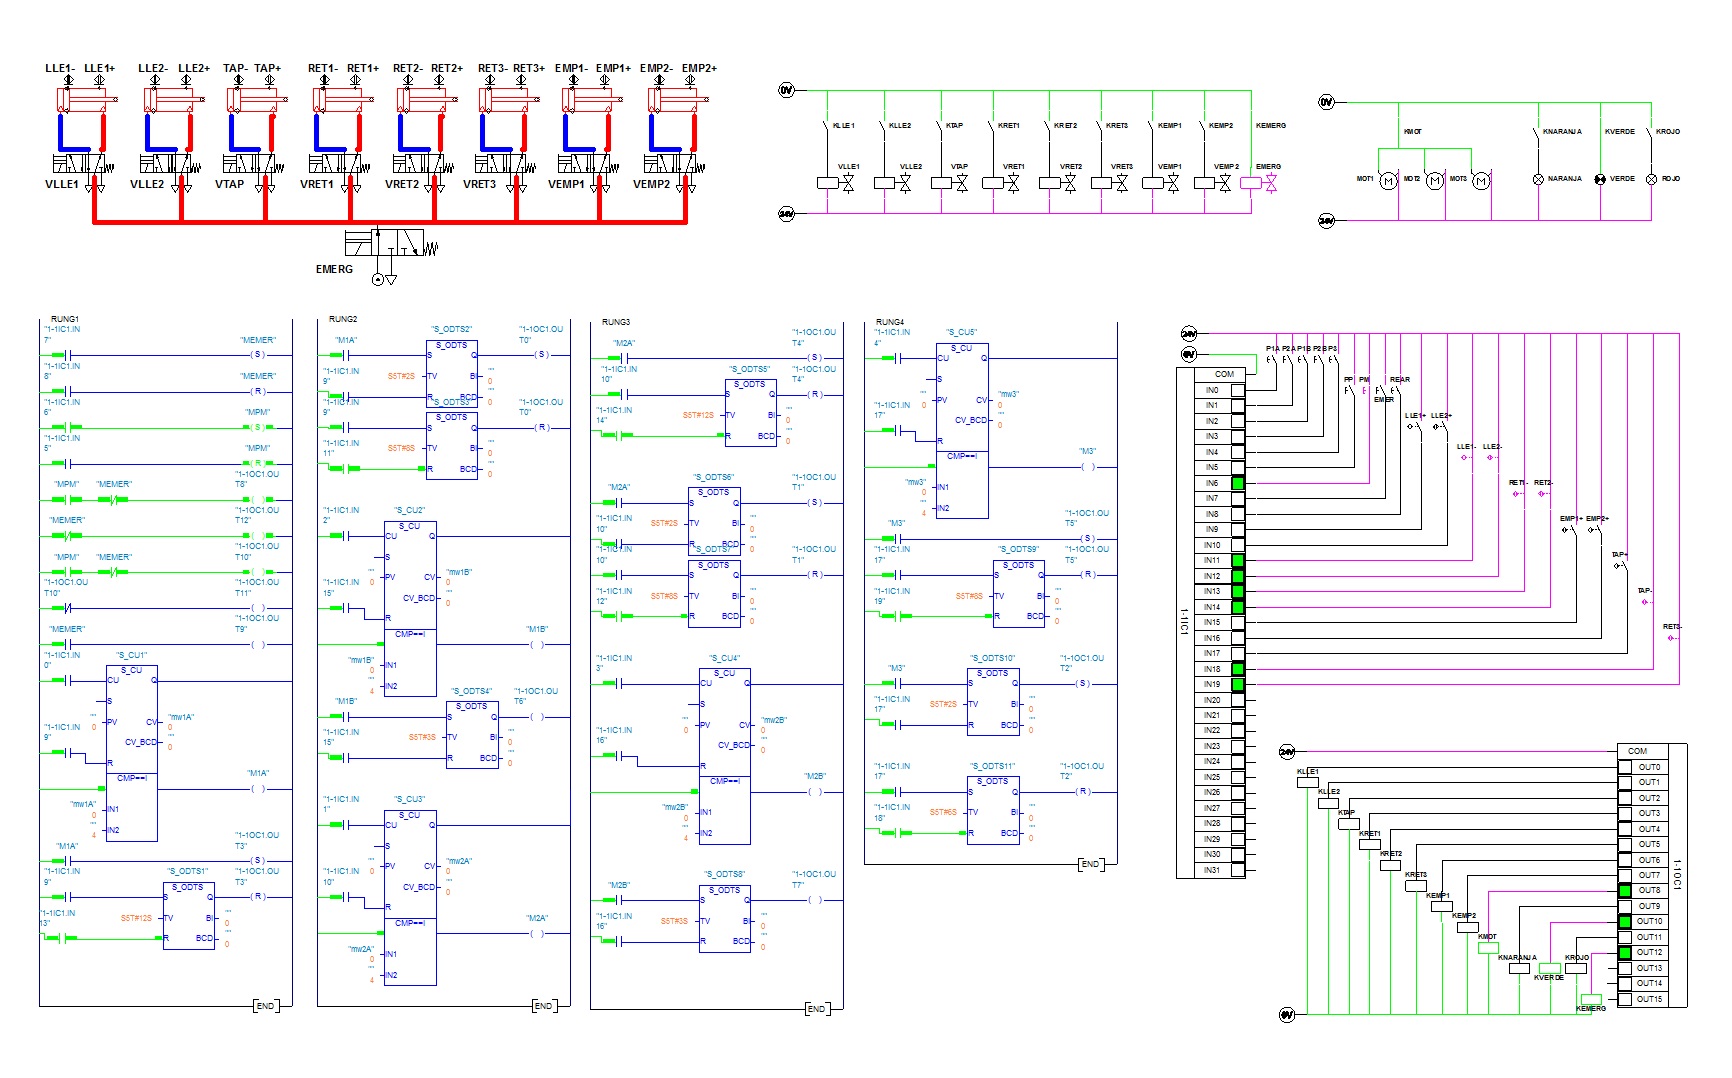 LLE1- LLE1+ LLE2- LLE2+ TAP- TAP+ RET1- RET1+ RET2- RET2+ RET3- RET3+ EMP1- EMP1+ EMP2- EMP2+
VLLE1 VLLE2 VTAP VRET1 VRET2 VRET3 VEMP1 VEMP2
EMERG
0V
KLLE1 KLLE2 KTAP KRET1 KRET2 KRET3 KEMP1 KEMP2 KEMERG
VLLE1 VLLE2 VTAP VRET1 VRET2 VRET3 VEMP1 VEMP2 EMERG
24V
0V
KMOT KNARANJA KVERDE KROJO
MOT1 M MOT2 M MOT3 M NARANJA VERDE ROJO
24V
RUNG1
"1-1IC1.IN
7" "MEMER"
(S)
"1-1IC1.IN
8" "MEMER"
(R)
"1-1IC1.IN
6" "MPM"
(S)
"1-1IC1.IN
5" "MPM"
(R)
"1-1OC1.OU
"MPM" "MEMER" T8"
( )
"1-1OC1.OU
"MEMER" T12"
( )
"1-1OC1.OU
"MPM" "MEMER" T10"
( )
"1-1OC1.OU "1-1OC1.OU
T10" T11"
( )
"1-1OC1.OU
"MEMER" T9"
( )
"1-1IC1.IN "S_CU1"
0" S_CU
CU Q
S
"" PV CV "mw1A"
0 0
"1-1IC1.IN CV_BCD ""
9" 0
R
CMP==I "M1A"
( )
"mw1A" IN1
0
4 IN2
"1-1OC1.OU
"M1A" T3"
(S)
"1-1IC1.IN "S_ODTS1" "1-1OC1.OU
9" S_ODTS T3"
S Q (R)
"1-1IC1.IN
13" S5T#12S TV BI ""
0
R BCD ""
0
END
RUNG2
"S_ODTS2" "1-1OC1.OU
"M1A" S_ODTS T0"
S Q (S)
"1-1IC1.IN
9" S5T#2S TV BI ""
0
R BCD ""
0
"1-1IC1.IN "S_ODTS3" "1-1OC1.OU
9" S_ODTS T0"
S Q (R)
"1-1IC1.IN
11" S5T#8S TV BI ""
0
R BCD ""
0
"1-1IC1.IN "S_CU2"
2" S_CU
CU Q
S
"" PV CV "mw1B"
0 0
"1-1IC1.IN CV_BCD ""
15" 0
R
CMP==I "M1B"
( )
"mw1B" IN1
0
4 IN2
"S_ODTS4" "1-1OC1.OU
"M1B" S_ODTS T6"
S Q ( )
"1-1IC1.IN
15" S5T#3S TV BI ""
0
R BCD ""
0
"1-1IC1.IN "S_CU3"
1" S_CU
CU Q
S
"" PV CV "mw2A"
0 0
"1-1IC1.IN CV_BCD ""
10" 0
R
CMP==I "M2A"
( )
"mw2A" IN1
0
4 IN2
END
RUNG3
"1-1OC1.OU
"M2A" T4"
(S)
"1-1IC1.IN "S_ODTS5" "1-1OC1.OU
10" S_ODTS T4"
S Q (R)
"1-1IC1.IN
14" S5T#12S TV BI ""
0
R BCD ""
0
"S_ODTS6" "1-1OC1.OU
"M2A" S_ODTS T1"
S Q (S)
"1-1IC1.IN
10" S5T#2S TV BI ""
0
R BCD ""
0
"1-1IC1.IN "S_ODTS7" "1-1OC1.OU
10" S_ODTS T1"
S Q (R)
"1-1IC1.IN
12" S5T#8S TV BI ""
0
R BCD ""
0
"1-1IC1.IN "S_CU4"
3" S_CU
CU Q
S
"" PV CV "mw2B"
0 0
"1-1IC1.IN CV_BCD ""
16" 0
R
CMP==I "M2B"
( )
"mw2B" IN1
0
4 IN2
"S_ODTS8" "1-1OC1.OU
"M2B" S_ODTS T7"
S Q ( )
"1-1IC1.IN
16" S5T#3S TV BI ""
0
R BCD ""
0
END
RUNG4
"1-1IC1.IN "S_CU5"
4" S_CU
CU Q
S
"" PV CV "mw3"
0 0
"1-1IC1.IN CV_BCD ""
17" 0
R
CMP==I "M3"
( )
"mw3" IN1
0
4 IN2
"1-1OC1.OU
"M3" T5"
(S)
"1-1IC1.IN "S_ODTS9" "1-1OC1.OU
17" S_ODTS T5"
S Q (R)
"1-1IC1.IN
19" S5T#8S TV BI ""
0
R BCD ""
0
"S_ODTS10" "1-1OC1.OU
"M3" S_ODTS T2"
S Q (S)
"1-1IC1.IN
17" S5T#2S TV BI ""
0
R BCD ""
0
"1-1IC1.IN "S_ODTS11" "1-1OC1.OU
17" S_ODTS T2"
S Q (R)
"1-1IC1.IN
18" S5T#6S TV BI ""
0
R BCD ""
0
END
24V
0V
P1A P2A P1B P2B P3
PP PM EMER REAR
LLE1+ LLE2+
LLE1- LLE2-
RET1- RET2-
EMP1+ EMP2+
TAP+
TAP-
RET3-
1-1IC1
COM
IN0
IN1
IN2
IN3
IN4
IN5
IN6
IN7
IN8
IN9
IN10
IN11
IN12
IN13
IN14
IN15
IN16
IN17
IN18
IN19
IN20
IN21
IN22
IN23
IN24
IN25
IN26
IN27
IN28
IN29
IN30
IN31
24V
KLLE1
KLLE2
KTAP
KRET1
KRET2
KRET3
KEMP1
KEMP2
KMOT
KNARANJA
KVERDE
KROJO
KEMERG
0V
COM
OUT0
OUT1
OUT2
OUT3
OUT4
OUT5
OUT6
OUT7
OUT8
OUT9
OUT10
OUT11
OUT12
OUT13
OUT14
OUT15
1-1OC1